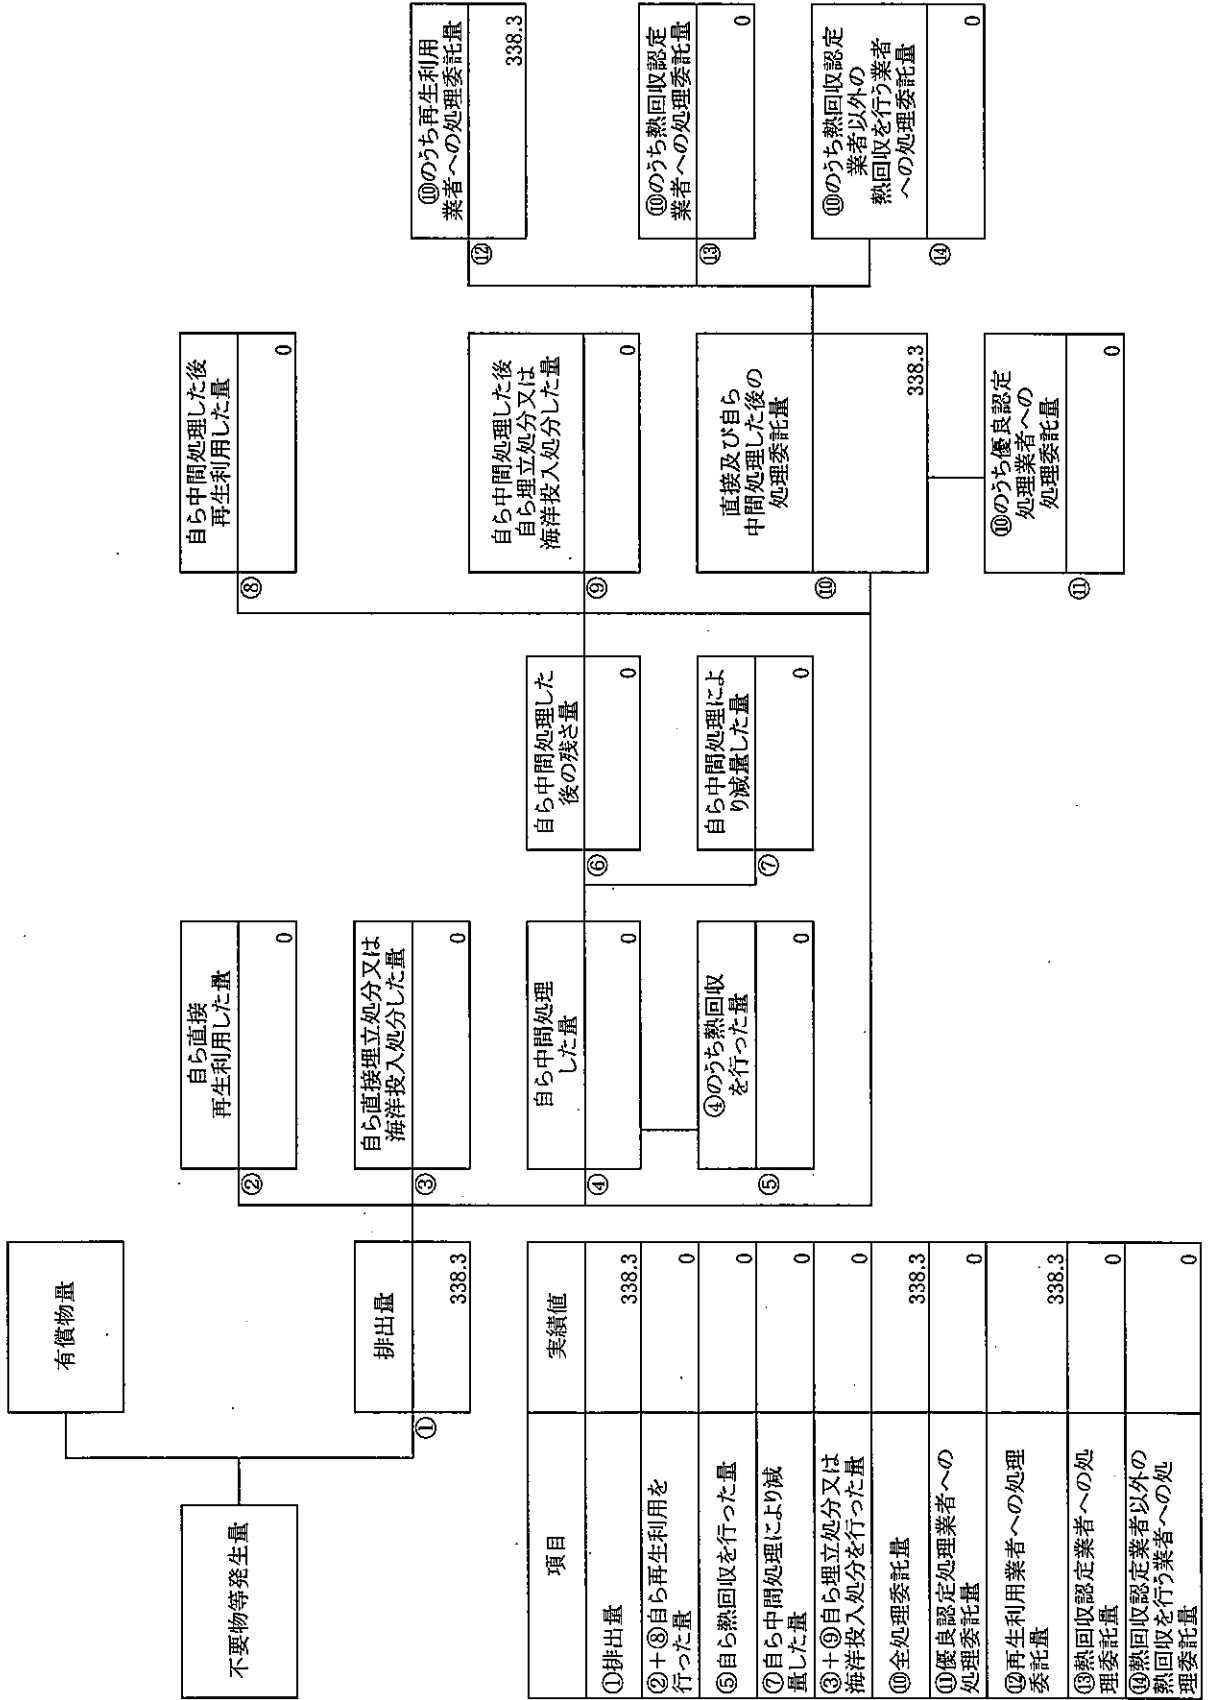 不要物等発生量
有償物量
排出量
①
338.3
②
自ら直接
再生利用した量
0
③
自ら直接埋立処分又は
海洋投入処分した量
0
④
自ら中間処理
した量
0
⑤
④のうち熱回収
を行った量
0
⑥
自ら中間処理した
後の残さ量
0
⑦
自ら中間処理によ
り減量した量
0
⑧
自ら中間処理した後
再生利用した量
0
⑨
自ら中間処理した後
自ら埋立処分又は
海洋投入処分した量
0
⑩
直接及び自ら
中間処理した後の
処理委託量
338.3
⑪
⑩のうち優良認定
処理業者への
処理委託量
0
⑫
⑩のうち再生利用
業者への処理委託量
338.3
⑬
⑩のうち熱回収認定
業者への処理委託量
0
⑭
⑩のうち熱回収認定
業者以外の
熱回収を行う業者
への処理委託量
0
項目
実績値
①排出量
338.3
②+⑧自ら再生利用を
行った量
0
⑤自ら熱回収を行った量
0
⑦自ら中間処理により減
量した量
0
③+⑨自ら埋立処分又は
海洋投入処分を行った量
0
⑩全処理委託量
338.3
⑪優良認定処理業者への
処理委託量
0
⑫再生利用業者への処理
委託量
338.3
⑬熱回収認定業者への処
理委託量
0
⑭熱回収認定業者以外の
熱回収を行う業者への処
理委託量
0